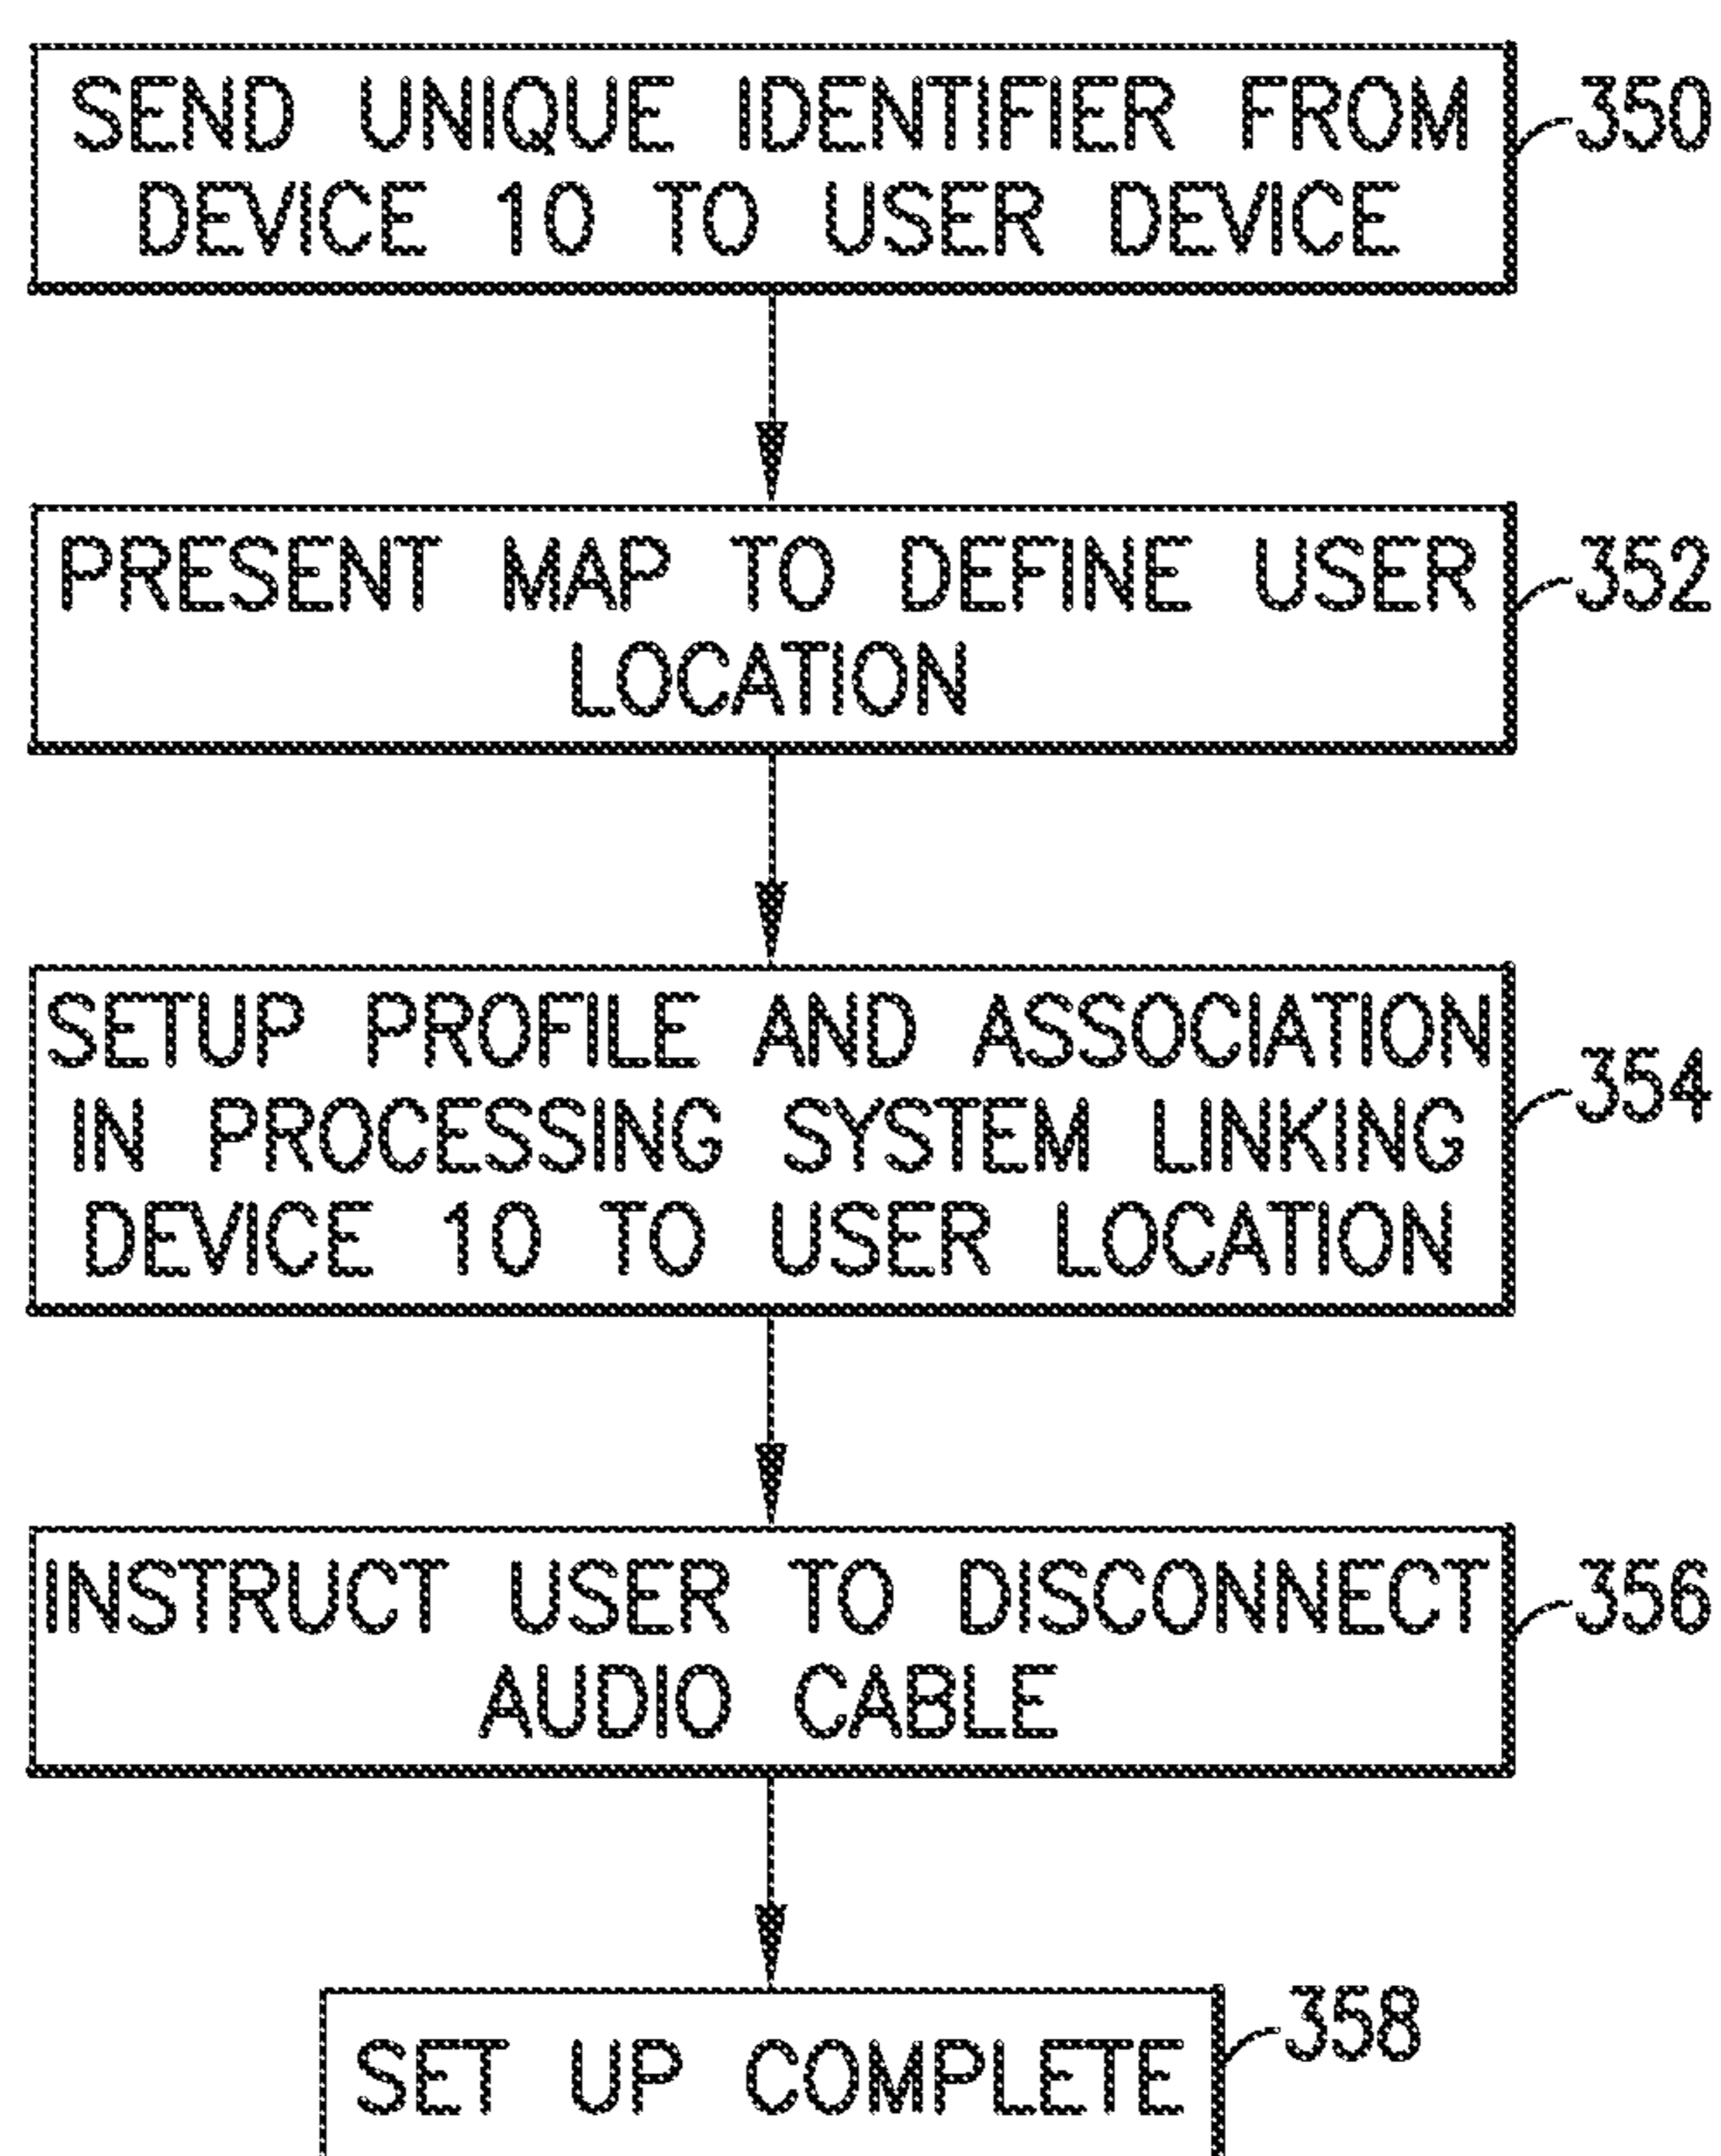 SEND UNIQUE IDENTIFIER FROM
DEVICE 10 TO USER DEVICE
350
PRESENT MAP TO DEFINE USER
LOCATION
352
SETUP PROFILE AND ASSOCIATION
IN PROCESSING SYSTEM LINKING
DEVICE 10 TO USER LOCATION
354
INSTRUCT USER TO DISCONNECT
AUDIO CABLE
356
SET UP COMPLETE
358